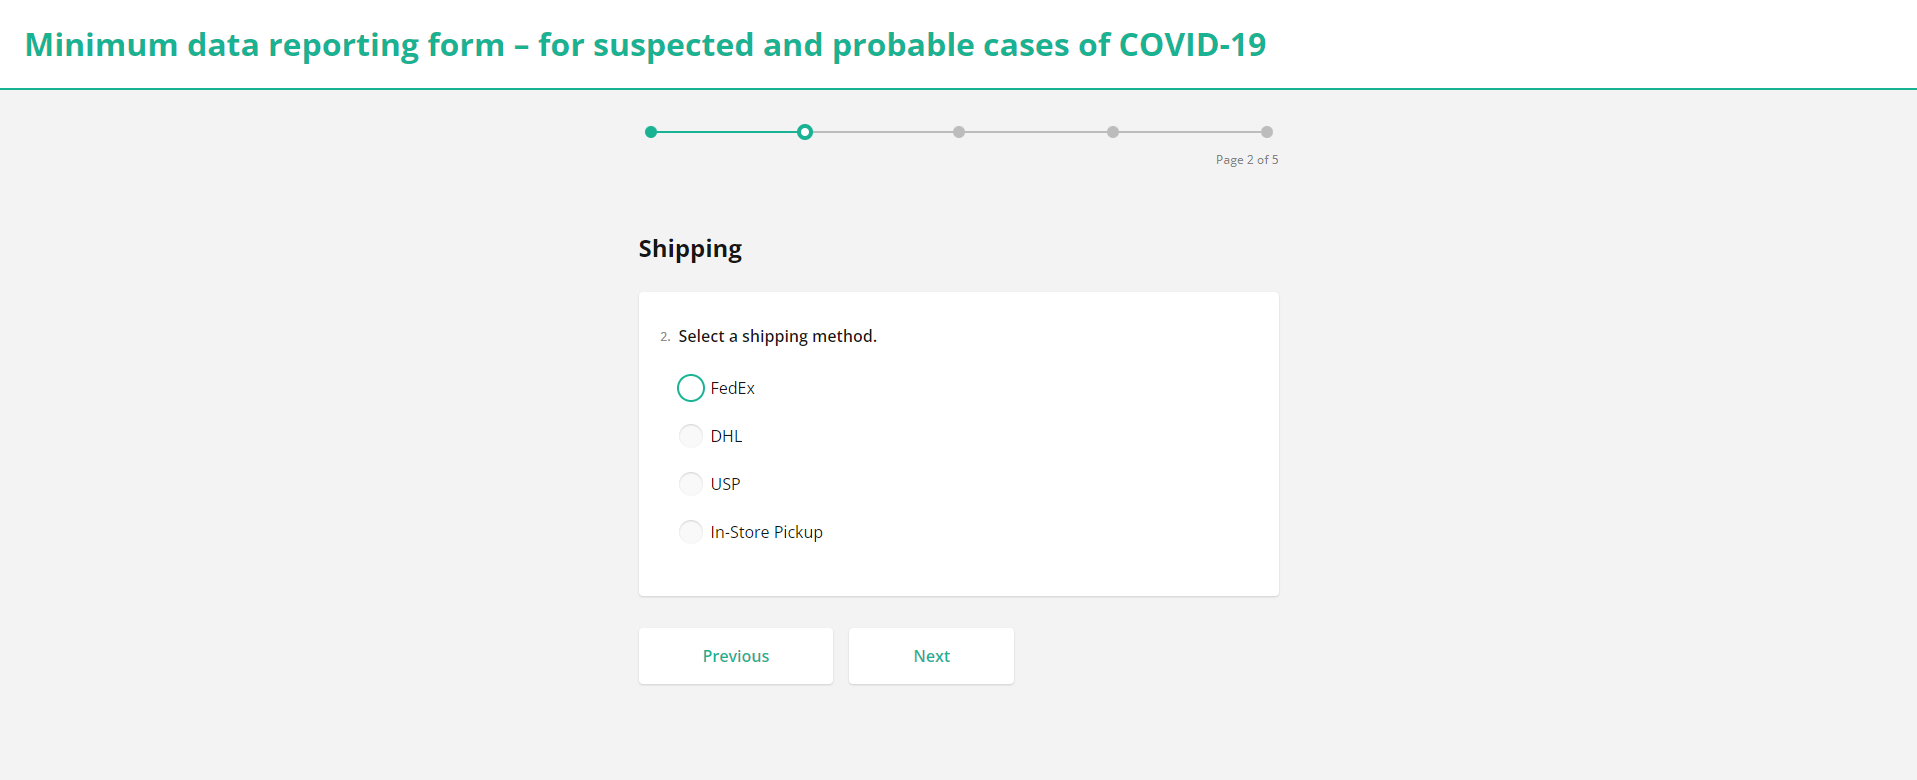 Minimum data reporting form – for suspected and probable cases of COVID-19
Page 2 of 5
Shipping
2. Select a shipping method.
FedEx
DHL
USP
In-Store Pickup
Previous Next